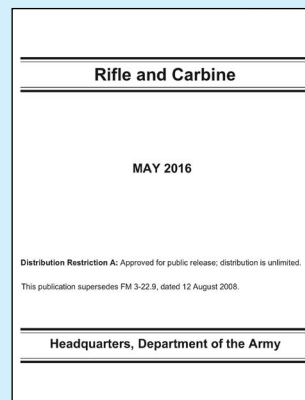 Rifle and Carbine
MAY 2016
Distribution Restriction A: Approved for public release; distribution is unlimited.
This publication supersedes FM 3-22.9, dated 12 August 2008.
Headquarters, Department of the Army